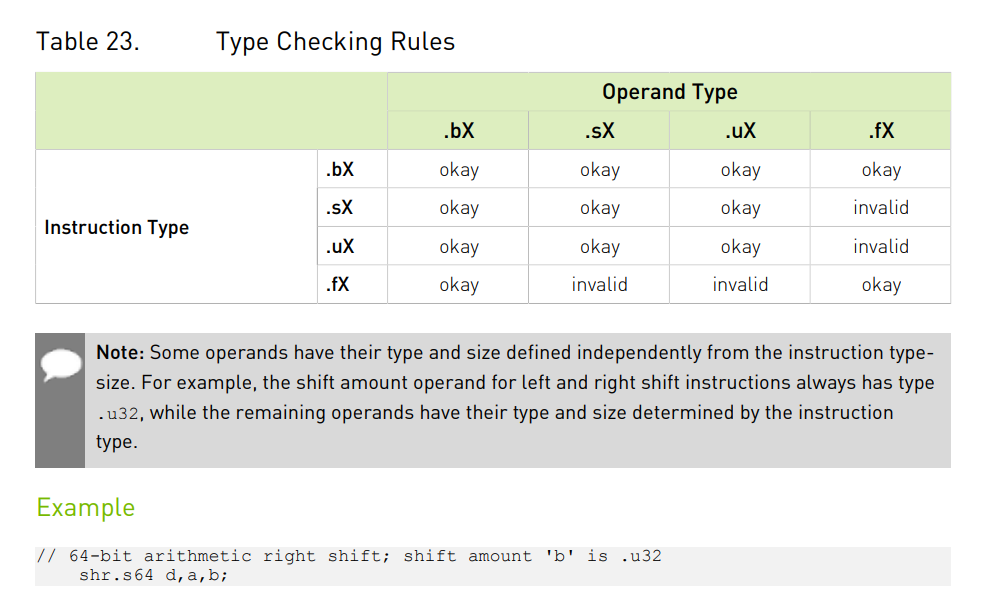 Table 23. Type Checking Rules
Operand Type
.bX .sX .uX .fX
Instruction Type
.bX okay okay okay okay
.sX okay okay okay invalid
.uX okay okay okay invalid
.fX okay invalid invalid okay
Note: Some operands have their type and size defined independently from the instruction type-
size. For example, the shift amount operand for left and right shift instructions always has type
.u32, while the remaining operands have their type and size determined by the instruction
type.
Example
// 64-bit arithmetic right shift; shift amount 'b' is .u32
shr.s64 d,a,b;